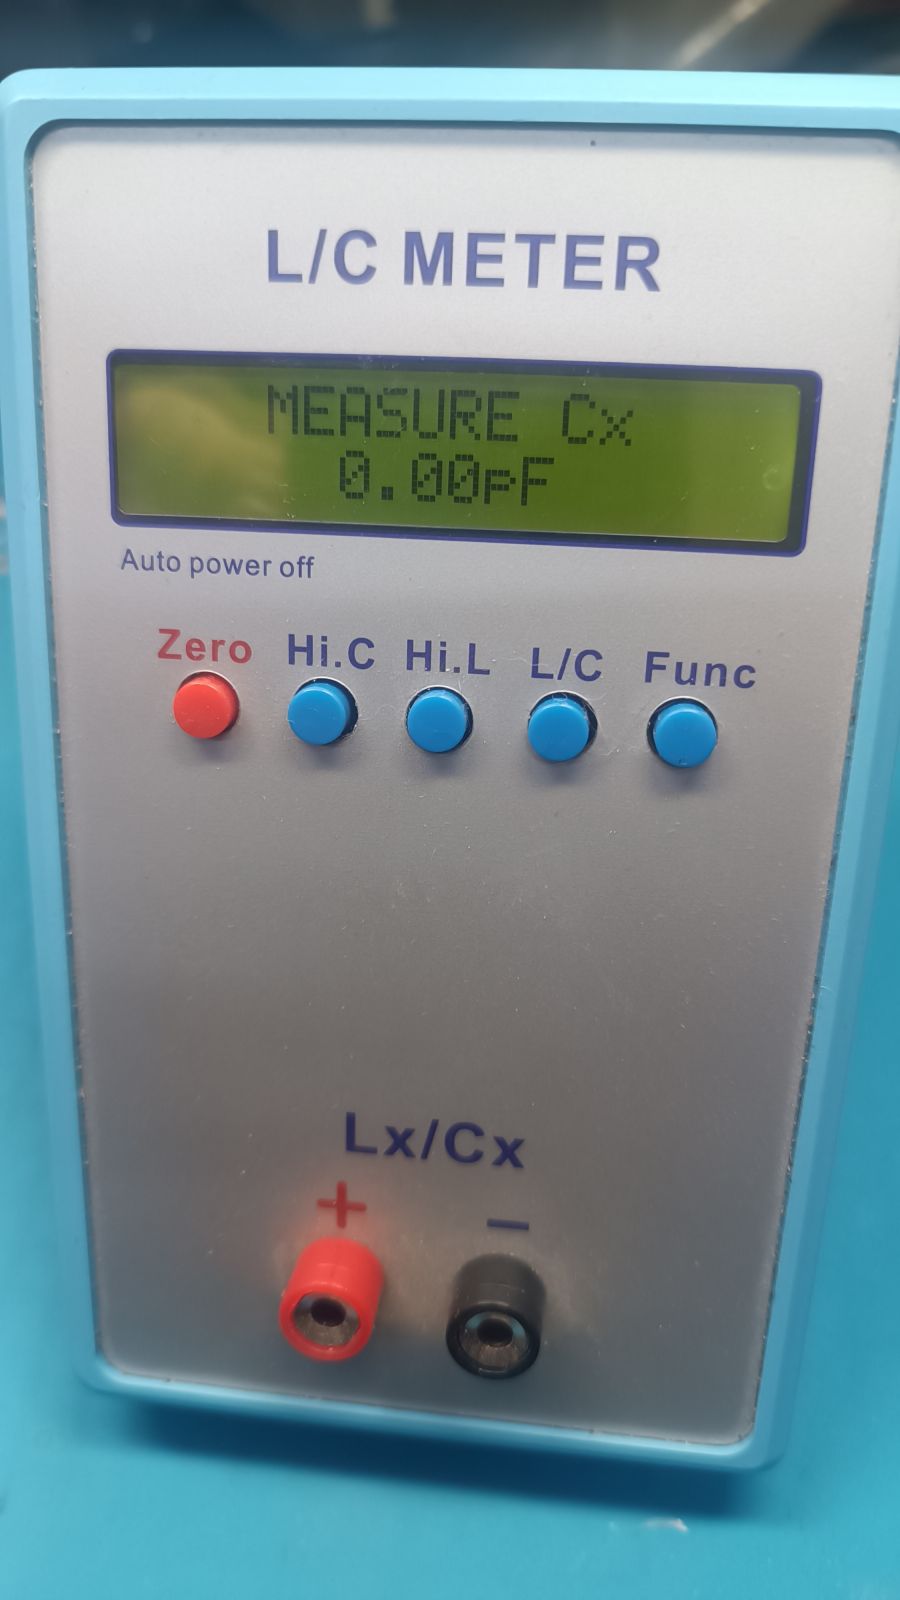 L/C METER
MEASURE Cx
0.00pF
Auto power off
Zero Hi.C Hi.L L/C Func
Lx/Cx
+ −